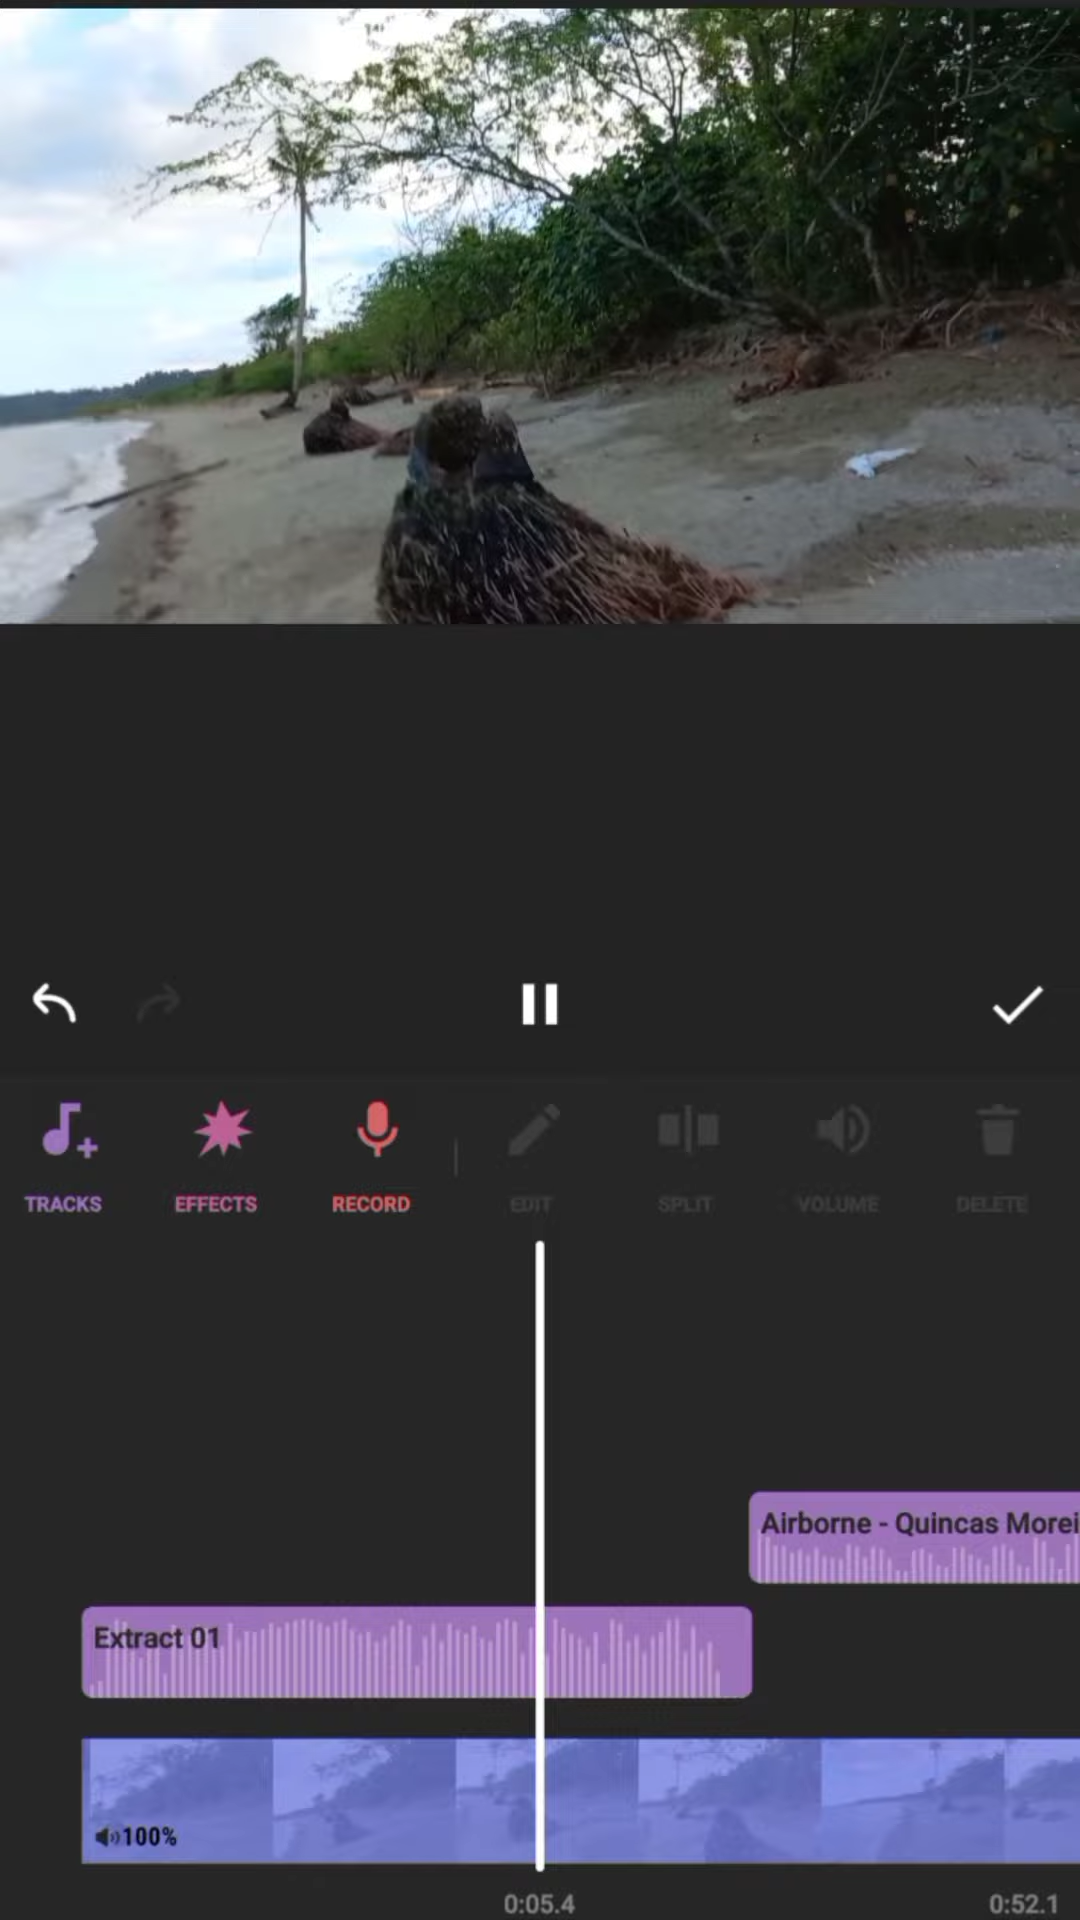 TRACKS
EFFECTS
RECORD
EDIT
SPLIT
VOLUME
DELETE
Airborne - Quincas Morei
Extract 01
100%
0:05.4
0:52.1